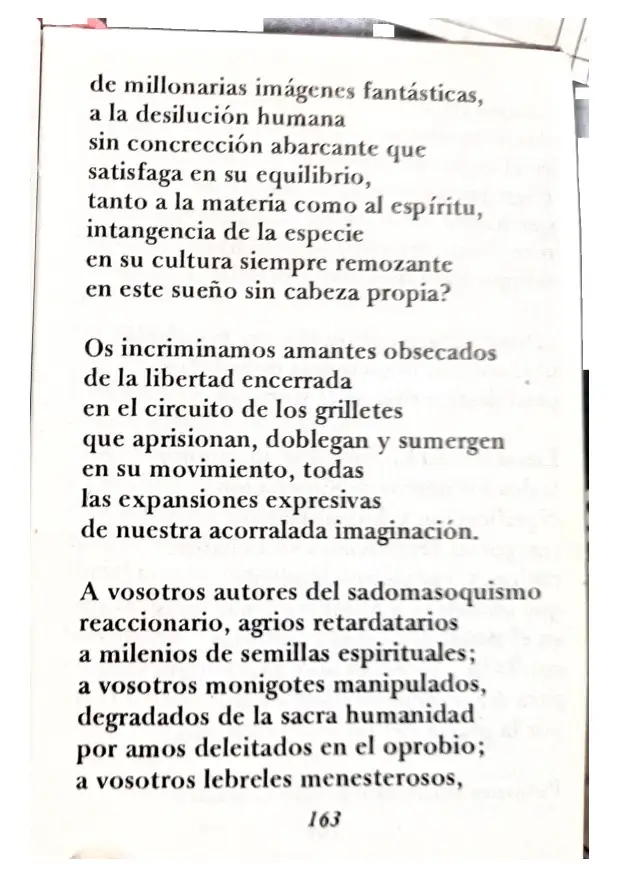 de millonarias imágenes fantásticas,
a la desilución humana
sin concrección abarcante que
satisfaga en su equilibrio,
tanto a la materia como al espíritu,
intangencia de la especie
en su cultura siempre remozante
en este sueño sin cabeza propia?
Os incriminamos amantes obsecados
de la libertad encerrada
en el circuito de los grilletes
que aprisionan, doblegan y sumergen
en su movimiento, todas
las expansiones expresivas
de nuestra acorralada imaginación.
A vosotros autores del sadomasoquismo
reaccionario, agrios retardatarios
a milenios de semillas espirituales;
a vosotros monigotes manipulados,
degradados de la sacra humanidad
por amos deleitados en el oprobio;
a vosotros lebreles menesterosos,
163